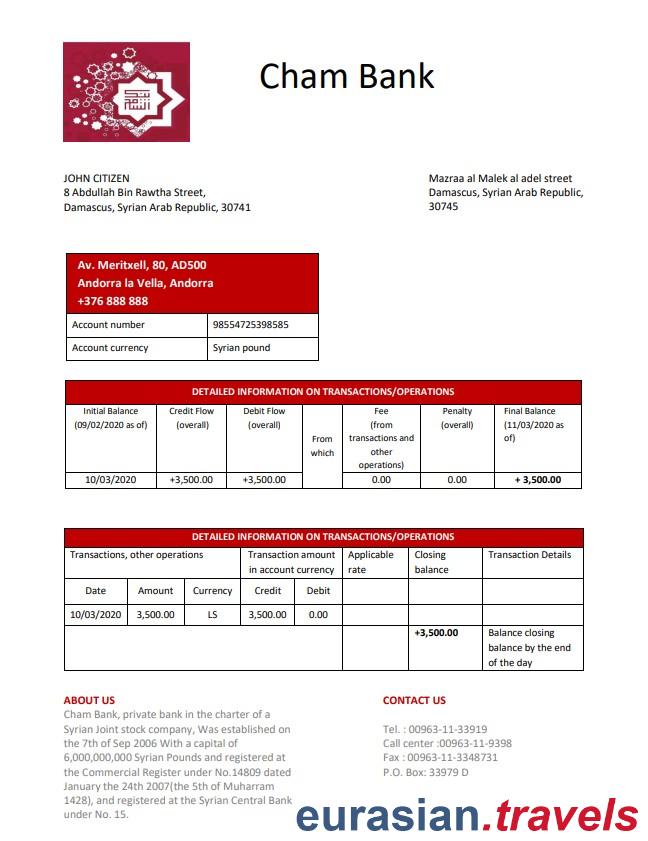 Cham Bank
JOHN CITIZEN
8 Abdullah Bin Rawtha Street,
Damascus, Syrian Arab Republic, 30741
Mazraa al Malek al adel street
Damascus, Syrian Arab Republic,
30745
Av. Meritxell, 80, AD500
Andorra la Vella, Andorra
+376 888 888
Account number 98554725398585
Account currency Syrian pound
DETAILED INFORMATION ON TRANSACTIONS/OPERATIONS
Initial Balance
(09/02/2020 as of)
Credit Flow
(overall)
Debit Flow
(overall)
From
which
Fee
(from
transactions and
other
operations)
Penalty
(overall)
Final Balance
(11/03/2020 as
of)
10/03/2020 +3,500.00 +3,500.00 0.00 0.00 + 3,500.00
DETAILED INFORMATION ON TRANSACTIONS/OPERATIONS
Transactions, other operations
Transaction amount
in account currency
Applicable
rate
Closing
balance
Transaction Details
Date Amount Currency Credit Debit
10/03/2020 3,500.00 LS 3,500.00 0.00
+3,500.00
Balance closing
balance by the end
of the day
ABOUT US
Cham Bank, private bank in the charter of a
Syrian Joint stock company, Was established on
the 7th of Sep 2006 With a capital of
6,000,000,000 Syrian Pounds and registered at
the Commercial Register under No.14809 dated
January the 24th 2007(the 5th of Muharram
1428), and registered at the Syrian Central Bank
under No. 15.
CONTACT US
Tel. : 00963-11-33919
Call center :00963-11-9398
Fax : 00963-11-3348731
P.O. Box: 33979 D
eurasian.travels